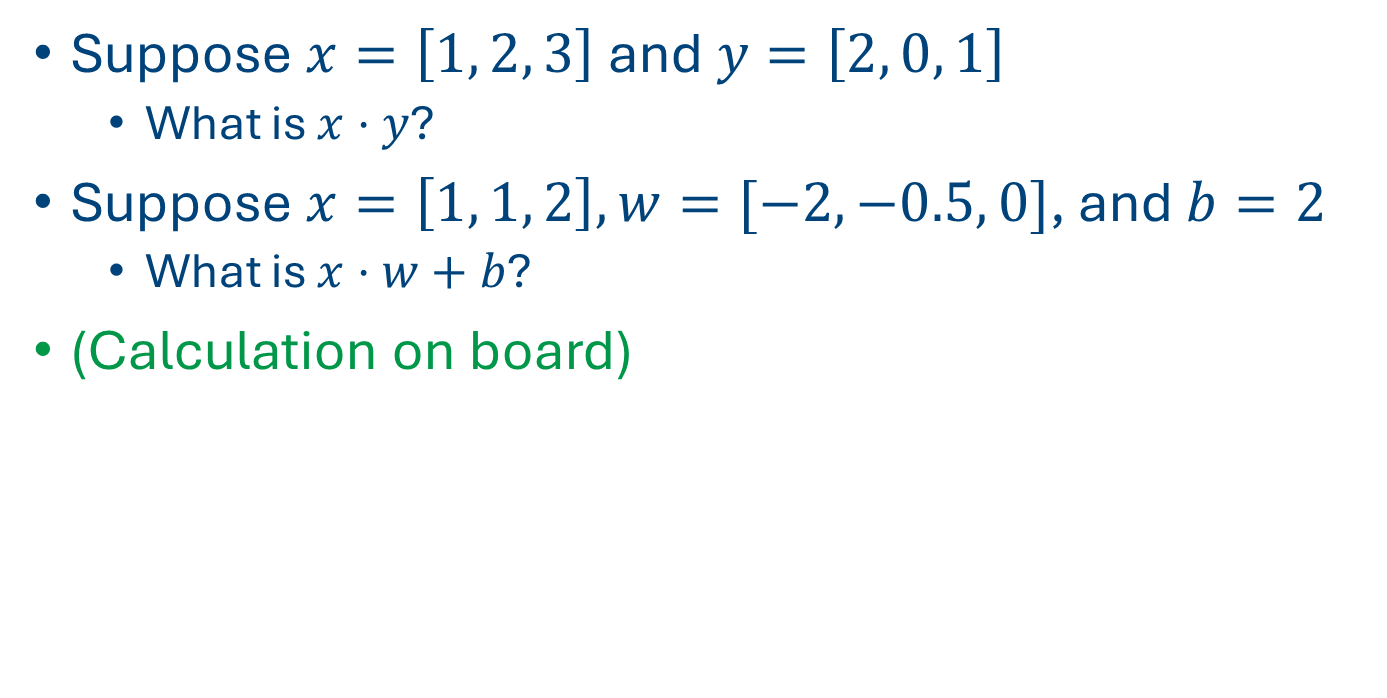 • Suppose x = [1, 2, 3] and y = [2, 0, 1]
• What is x · y?
• Suppose x = [1, 1, 2], w = [−2, −0.5, 0], and b = 2
• What is x · w + b?
• (Calculation on board)